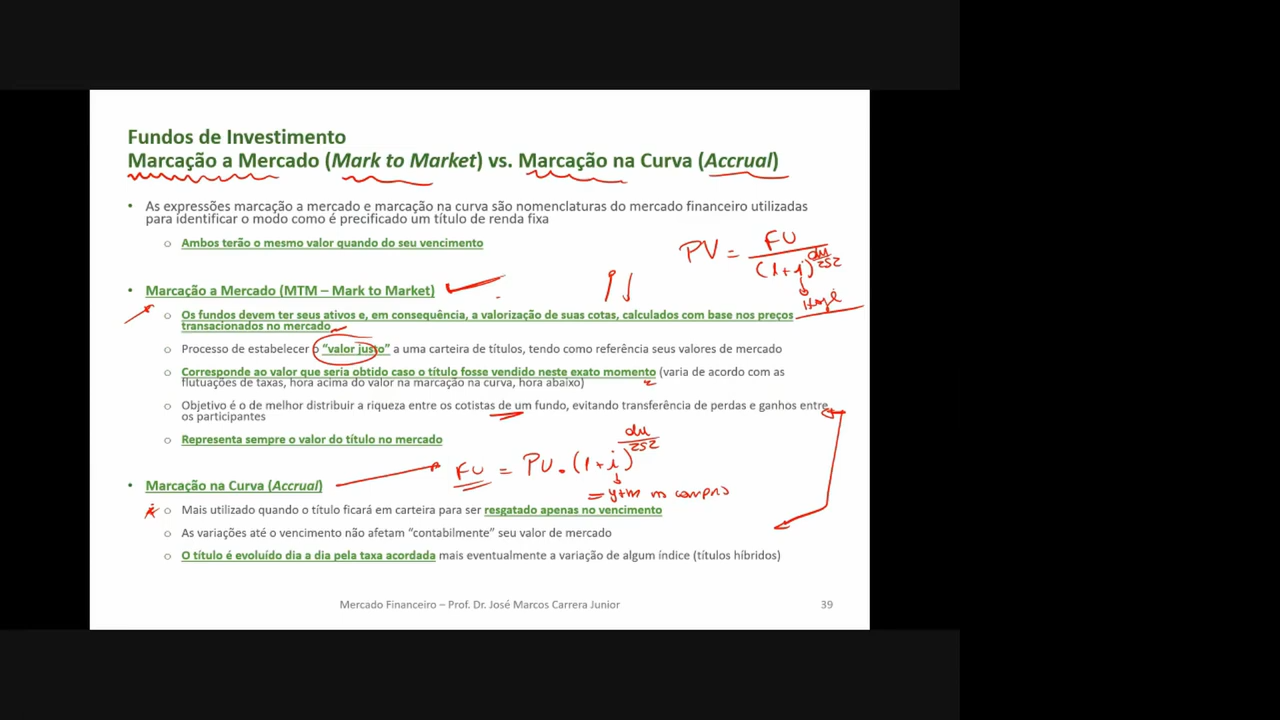 Fundos de Investimento
Marcação a Mercado (Mark to Market) vs. Marcação na Curva (Accrual)
• As expressões marcação a mercado e marcação na curva são nomenclaturas do mercado financeiro utilizadas
para identificar o modo como é precificado um título de renda fixa
o Ambos terão o mesmo valor quando do seu vencimento
PV = FV / (1+i)^du/252
Hoje
• Marcação a Mercado (MTM – Mark to Market)
o Os fundos devem ter seus ativos e, em consequência, a valorização de suas cotas, calculados com base nos preços
transacionados no mercado
o Processo de estabelecer o “valor justo” a uma carteira de títulos, tendo como referência seus valores de mercado
o Corresponde ao valor que seria obtido caso o título fosse vendido neste exato momento (varia de acordo com as
flutuações de taxas, hora acima do valor na marcação na curva, hora abaixo)
o Objetivo é o de melhor distribuir a riqueza entre os cotistas de um fundo, evitando transferência de perdas e ganhos entre
os participantes
o Representa sempre o valor do título no mercado
FV = PV . (1+i)^du/252
= ytm na compra
• Marcação na Curva (Accrual)
o Mais utilizado quando o título ficará em carteira para ser resgatado apenas no vencimento
o As variações até o vencimento não afetam “contabilmente” seu valor de mercado
o O título é evoluído dia a dia pela taxa acordada mais eventualmente a variação de algum índice (títulos híbridos)
Mercado Financeiro – Prof. Dr. José Marcos Carrera Junior
39